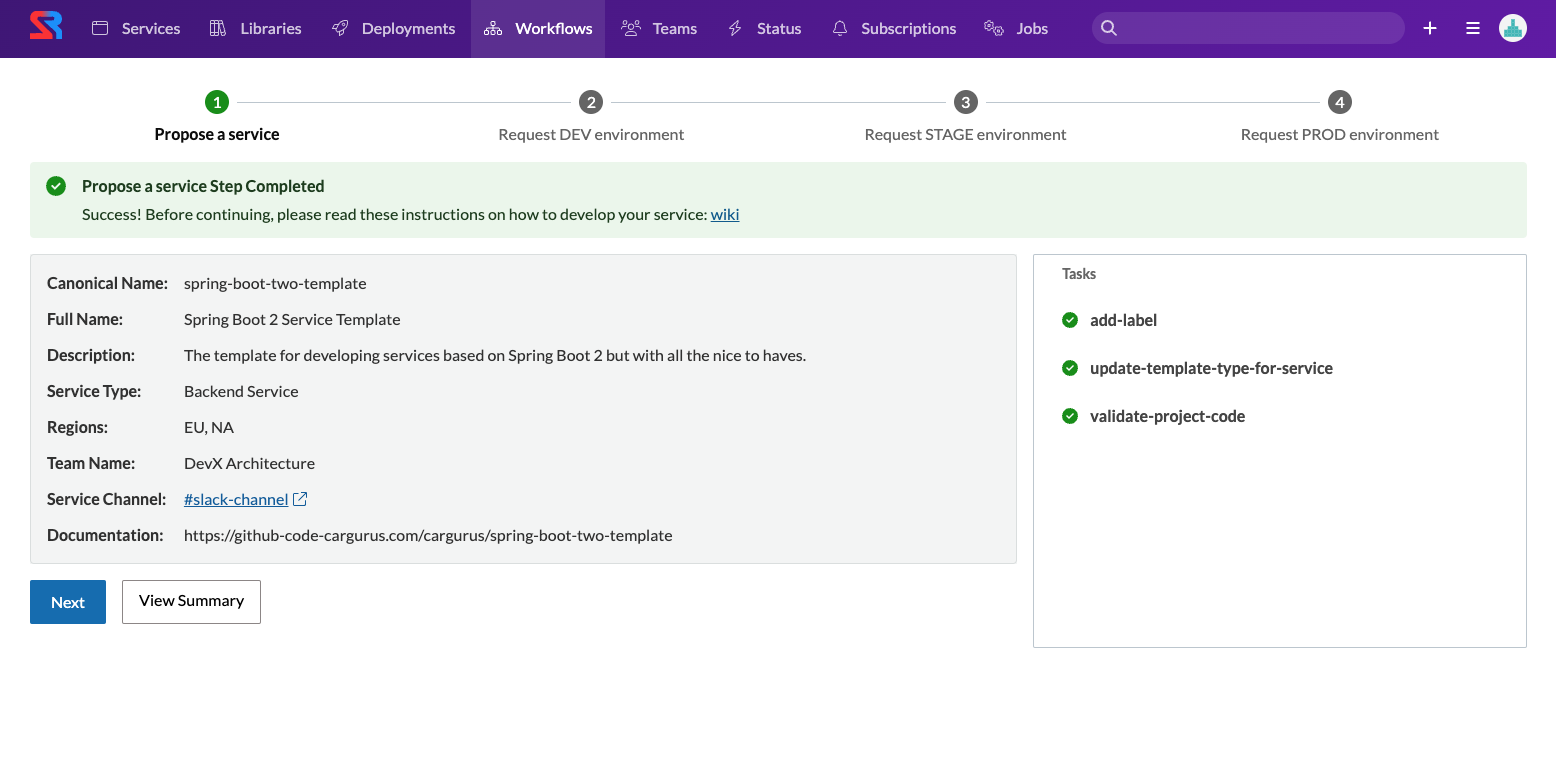 Services Libraries Deployments Workflows Teams Status Subscriptions Jobs
1 2 3 4
Propose a service Request DEV environment Request STAGE environment Request PROD environment
Propose a service Step Completed
Success! Before continuing, please read these instructions on how to develop your service: wiki
Canonical Name: spring-boot-two-template
Full Name: Spring Boot 2 Service Template
Description: The template for developing services based on Spring Boot 2 but with all the nice to haves.
Service Type: Backend Service
Regions: EU, NA
Team Name: DevX Architecture
Service Channel: #slack-channel
Documentation: https://github-code-cargurus.com/cargurus/spring-boot-two-template
Next View Summary
Tasks
add-label
update-template-type-for-service
validate-project-code